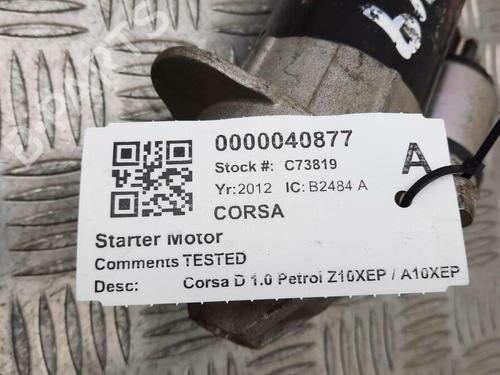 0000040877
Stock #: C73819
A
Yr:2012 IC: B2484 A
CORSA
Starter Motor
Comments TESTED
Desc: Corsa D 1.0 Petrol Z10XEP / A10XEP